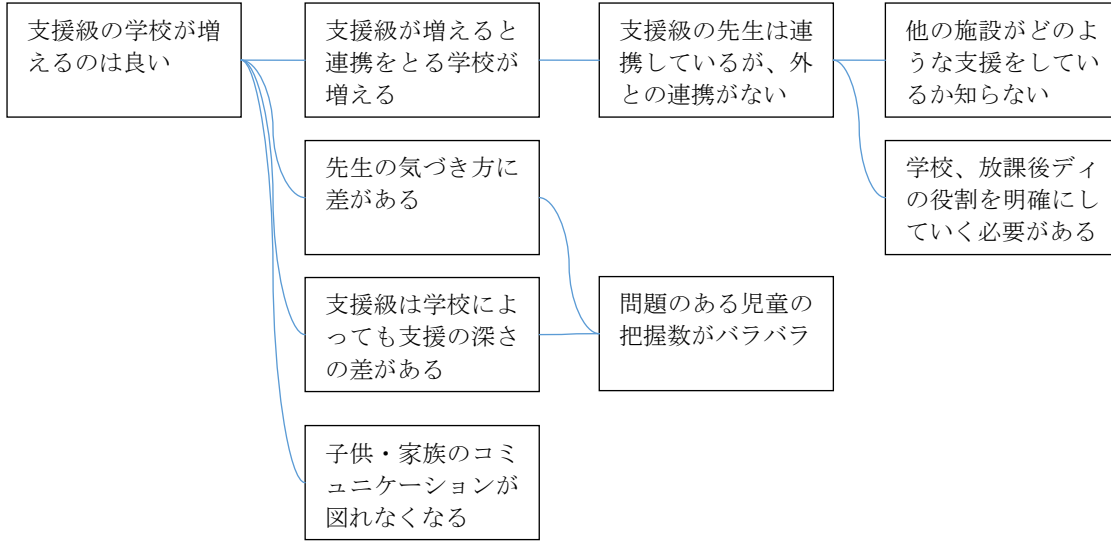 支援級の学校が増
えるのは良い
支援級が増えると
連携をとる学校が
増える
支援級の先生は連
携しているが、外
との連携がない
他の施設がどのよ
うな支援をしてい
るか知らない
先生の気づき方に
差がある
学校、放課後ディ
の役割を明確にし
ていく必要がある
支援級は学校によ
っても支援の深さ
の差がある
問題のある児童の
把握数がバラバラ
子供・家族のコミ
ュニケーションが
図れなくなる